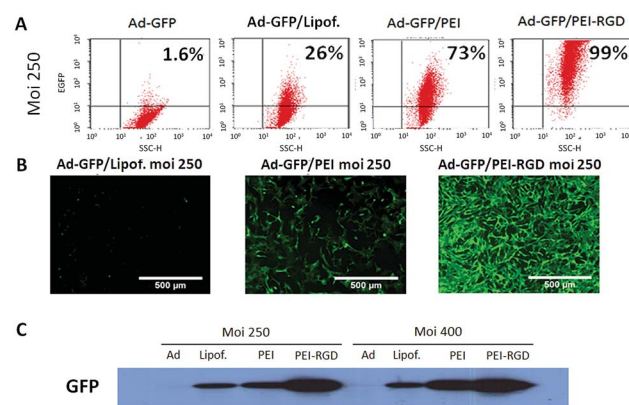 A
Ad-GFP
Ad-GFP/Lipof.
Ad-GFP/PEI
Ad-GFP/PEI-RGD
Moi 250
1.6%
26%
73%
99%
EGFP
SSC-H
SSC-H
SSC-H
SSC-H
B
Ad-GFP/Lipof. moi 250
Ad-GFP/PEI moi 250
Ad-GFP/PEI-RGD moi 250
500 µm
500 µm
500 µm
C
Moi 250
Moi 400
Ad
Lipof.
PEI
PEI-RGD
Ad
Lipof.
PEI
PEI-RGD
GFP